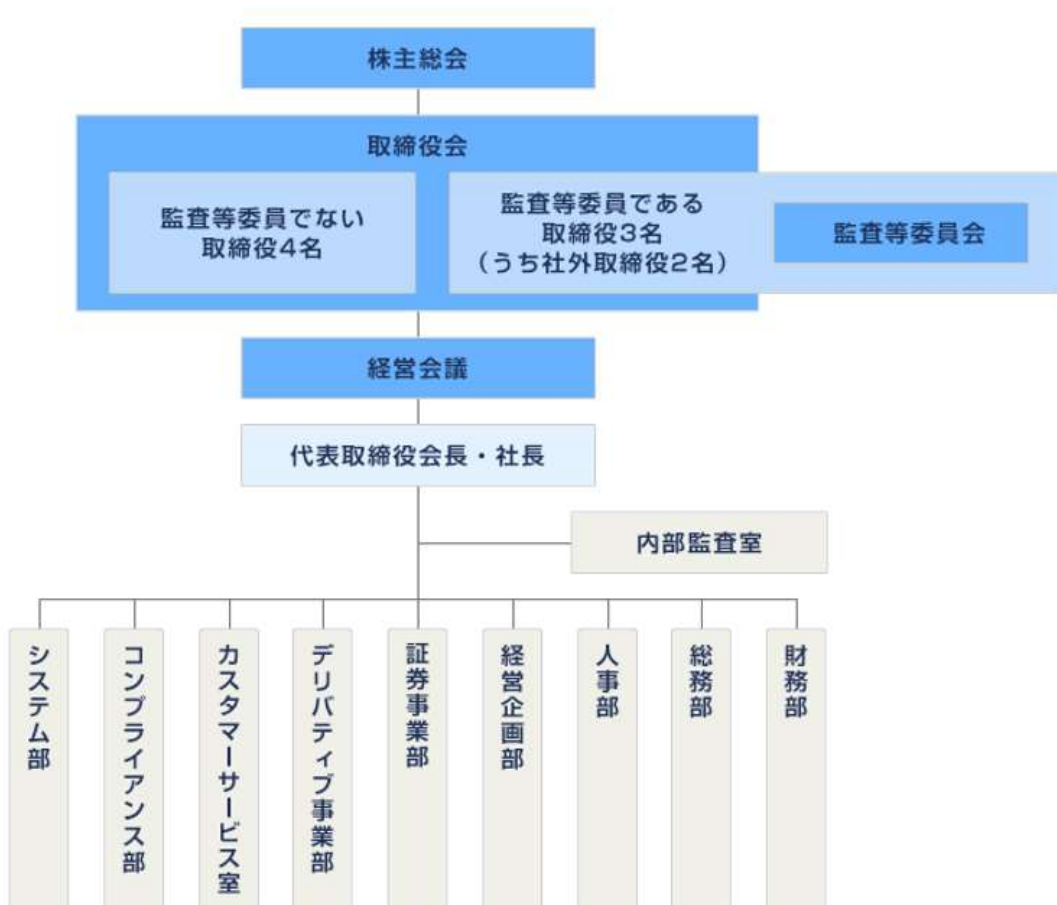 株主総会
取締役会
監査等委員でない
取締役4名
監査等委員である
取締役3名
(うち社外取締役2名)
監査等委員会
経営会議
代表取締役会長・社長
内部監査室
システム部
コンプライアンス部
カスタマーサービス室
デリバティブ事業部
証券事業部
経営企画部
人事部
総務部
財務部